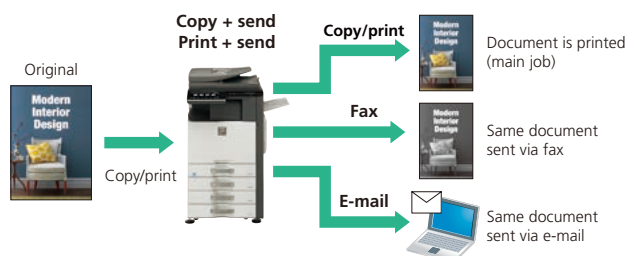 Copy + send
Print + send
Original
Modern
Interior
Design
Copy/print
Copy/print
Modern
Interior
Design
Document is printed
(main job)
Fax
Modern
Interior
Design
Same document
sent via fax
E-mail
Same document
sent via e-mail